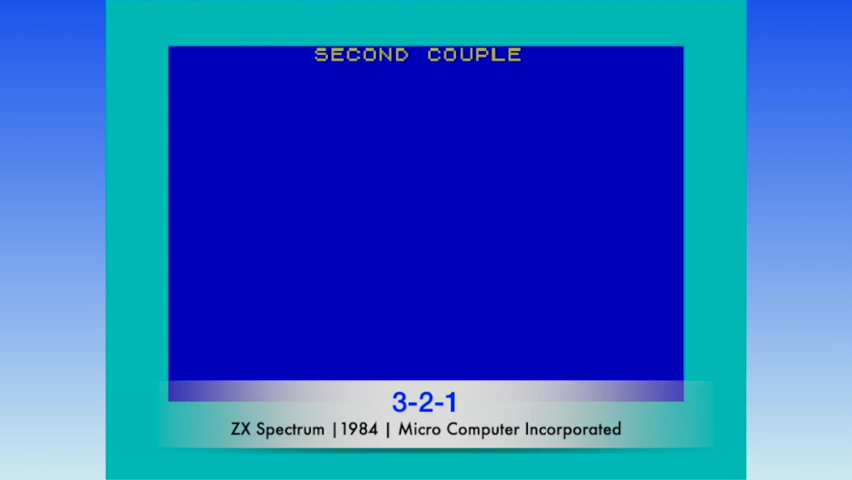 SECOND COUPLE
3-2-1
ZX Spectrum |1984 | Micro Computer Incorporated